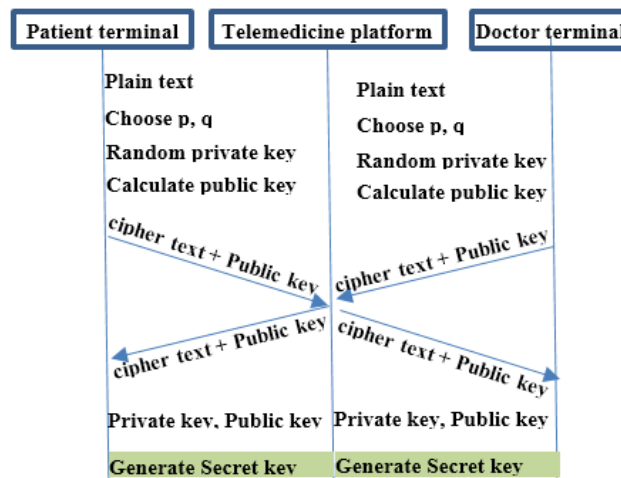 Patient terminal
Telemedicine platform
Doctor terminal
Plain text
Choose p, q
Random private key
Calculate public key
Plain text
Choose p, q
Random private key
Calculate public key
cipher text + Public key
cipher text + Public key
cipher text + Public key
cipher text + Public key
Private key, Public key
Private key, Public key
Generate Secret key
Generate Secret key